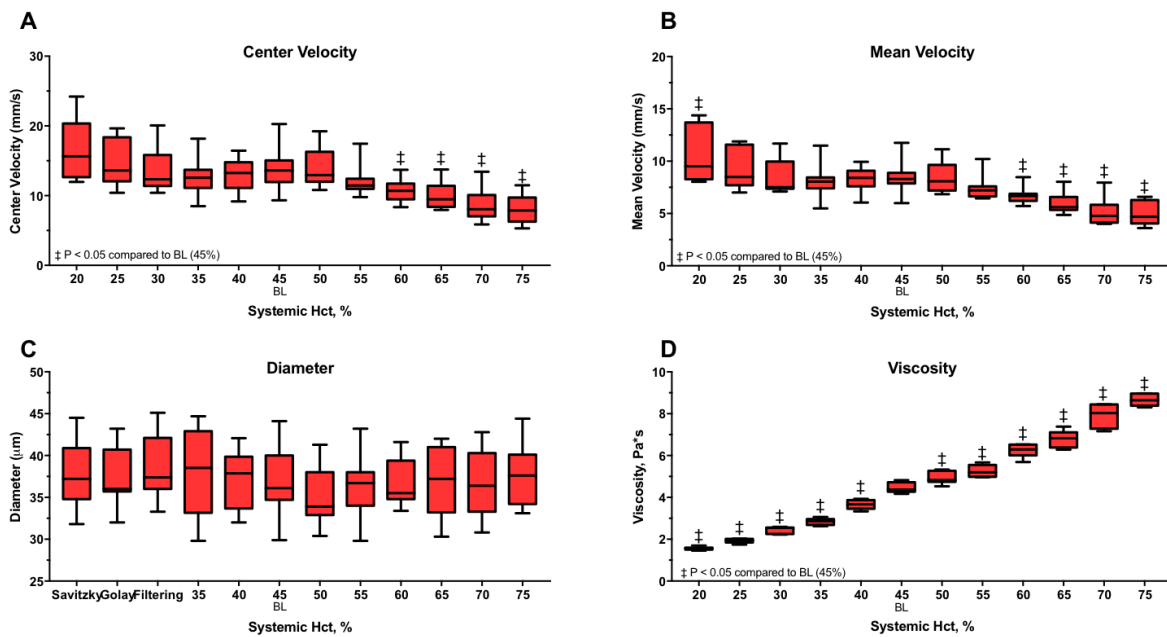 A
Center Velocity
Center Velocity (mm/s)
30
20
10
0
‡ P < 0.05 compared to BL (45%)
‡ ‡ ‡ ‡
20 25 30 35 40 45 50 55 60 65 70 75
BL
Systemic Hct, %
B
Mean Velocity
Mean Velocity (mm/s)
20
15
10
5
0
‡ ‡ ‡ ‡ ‡
‡ P < 0.05 compared to BL (45%)
20 25 30 35 40 45 50 55 60 65 70 75
BL
Systemic Hct, %
C
Diameter
Diameter (μm)
50
45
40
35
30
25
Savitzky Golay Filtering 35 40 45 50 55 60 65 70 75
BL
Systemic Hct, %
D
Viscosity
Viscosity, Pa*s
10
8
6
4
2
0
‡ ‡ ‡ ‡ ‡ ‡ ‡ ‡ ‡ ‡ ‡
‡ P < 0.05 compared to BL (45%)
20 25 30 35 40 45 50 55 60 65 70 75
BL
Systemic Hct, %